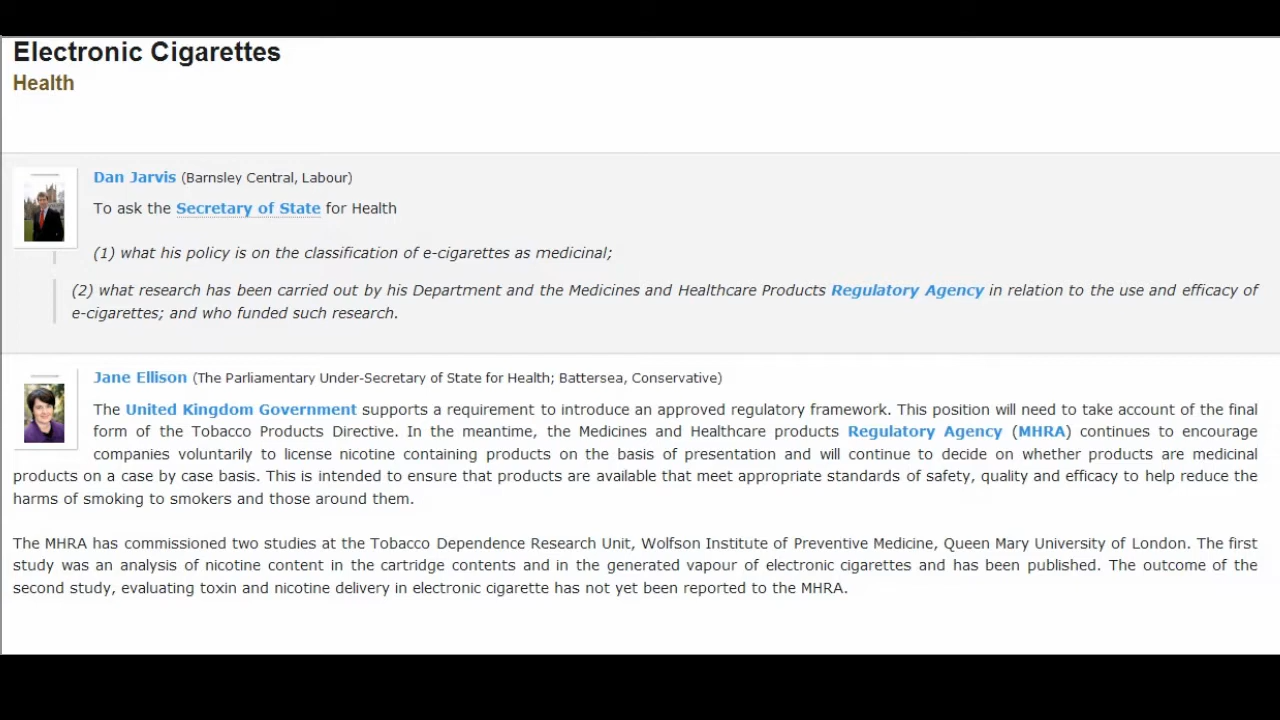 Electronic Cigarettes
Health
Dan Jarvis (Barnsley Central, Labour)
To ask the Secretary of State for Health
(1) what his policy is on the classification of e-cigarettes as medicinal;
(2) what research has been carried out by his Department and the Medicines and Healthcare Products Regulatory Agency in relation to the use and efficacy of
e-cigarettes; and who funded such research.
Jane Ellison (The Parliamentary Under-Secretary of State for Health; Battersea, Conservative)
The United Kingdom Government supports a requirement to introduce an approved regulatory framework. This position will need to take account of the final
form of the Tobacco Products Directive. In the meantime, the Medicines and Healthcare products Regulatory Agency (MHRA) continues to encourage
companies voluntarily to license nicotine containing products on the basis of presentation and will continue to decide on whether products are medicinal
products on a case by case basis. This is intended to ensure that products are available that meet appropriate standards of safety, quality and efficacy to help reduce the
harms of smoking to smokers and those around them.
The MHRA has commissioned two studies at the Tobacco Dependence Research Unit, Wolfson Institute of Preventive Medicine, Queen Mary University of London. The first
study was an analysis of nicotine content in the cartridge contents and in the generated vapour of electronic cigarettes and has been published. The outcome of the
second study, evaluating toxin and nicotine delivery in electronic cigarette has not yet been reported to the MHRA.